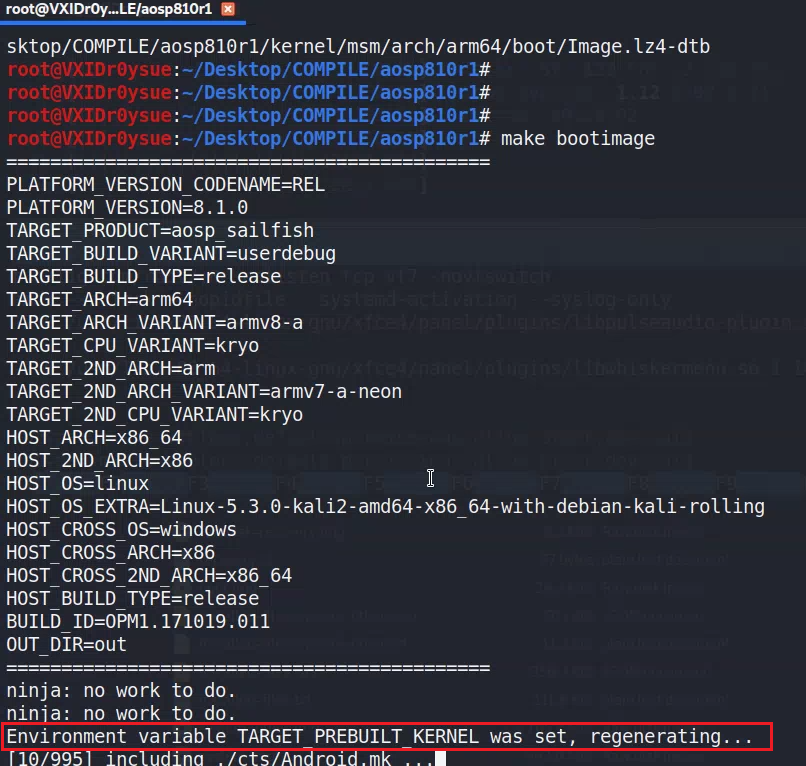 root@VXIDr0y...LE/aosp810r1
sktop/COMPILE/aosp810r1/kernel/msm/arch/arm64/boot/Image.lz4-dtb
root@VXIDr0ysue:~/Desktop/COMPILE/aosp810r1#
root@VXIDr0ysue:~/Desktop/COMPILE/aosp810r1#
root@VXIDr0ysue:~/Desktop/COMPILE/aosp810r1#
root@VXIDr0ysue:~/Desktop/COMPILE/aosp810r1# make bootimage
============================================
PLATFORM_VERSION_CODENAME=REL
PLATFORM_VERSION=8.1.0
TARGET_PRODUCT=aosp_sailfish
TARGET_BUILD_VARIANT=userdebug
TARGET_BUILD_TYPE=release
TARGET_ARCH=arm64
TARGET_ARCH_VARIANT=armv8-a
TARGET_CPU_VARIANT=kryo
TARGET_2ND_ARCH=arm
TARGET_2ND_ARCH_VARIANT=armv7-a-neon
TARGET_2ND_CPU_VARIANT=kryo
HOST_ARCH=x86_64
HOST_2ND_ARCH=x86
HOST_OS=linux
HOST_OS_EXTRA=Linux-5.3.0-kali2-amd64-x86_64-with-debian-kali-rolling
HOST_CROSS_OS=windows
HOST_CROSS_ARCH=x86
HOST_CROSS_2ND_ARCH=x86_64
HOST_BUILD_TYPE=release
BUILD_ID=OPM1.171019.011
OUT_DIR=out
============================================
ninja: no work to do.
ninja: no work to do.
Environment variable TARGET_PREBUILT_KERNEL was set, regenerating...
[10/995] including ./cts/Android.mk ...